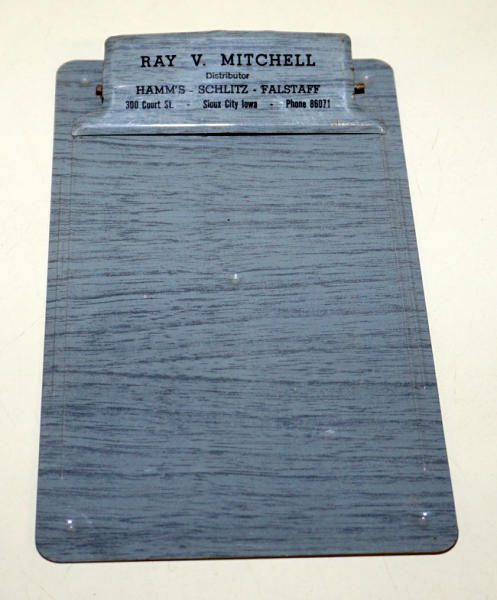 RAY V. MITCHELL
Distributor
HAMM'S - SCHLITZ - FALSTAFF
300 Court St. - Sioux City Iowa - Phone 86071